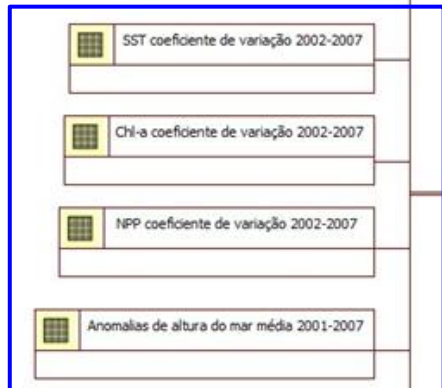 SST coeficiente de variação 2002-2007
Chl-a coeficiente de variação 2002-2007
NPP coeficiente de variação 2002-2007
Anomalias de altura do mar média 2001-2007